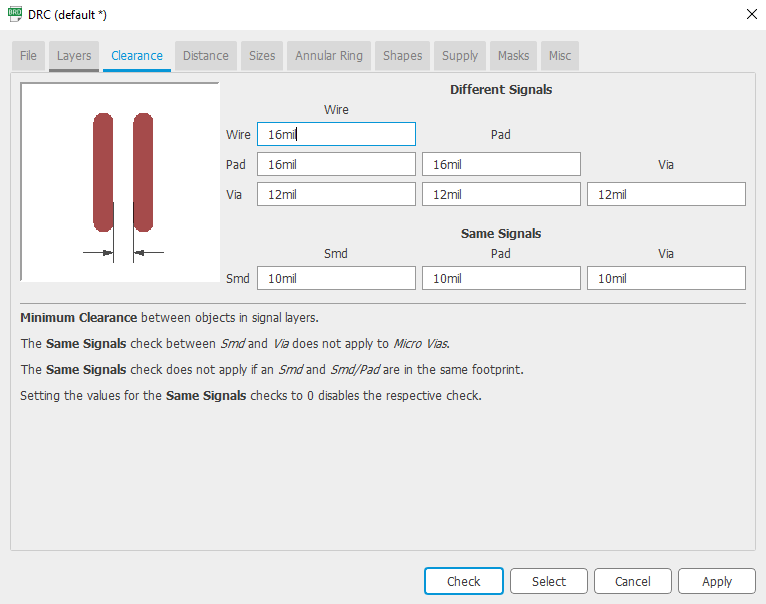 BRD DRC (default *)
File Layers Clearance Distance Sizes Annular Ring Shapes Supply Masks Misc
Different Signals
Wire
Wire 16mil Pad
Pad 16mil 16mil Via
Via 12mil 12mil 12mil
Same Signals
Smd Pad Via
Smd 10mil 10mil 10mil
Minimum Clearance between objects in signal layers.
The Same Signals check between Smd and Via does not apply to Micro Vias.
The Same Signals check does not apply if an Smd and Smd/Pad are in the same footprint.
Setting the values for the Same Signals checks to 0 disables the respective check.
Check Select Cancel Apply